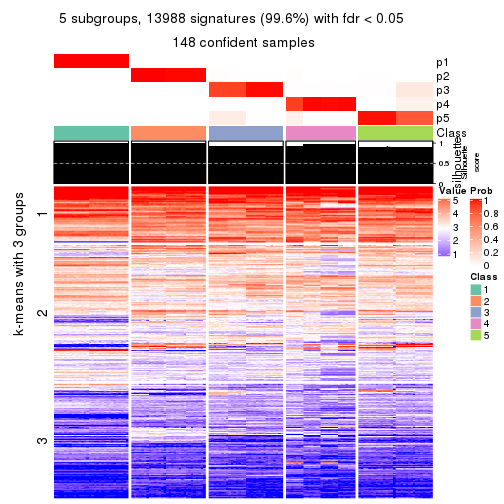 5 subgroups, 13988 signatures (99.6%) with fdr < 0.05
148 confident samples
p1
p2
p3
p4
p5
Class
1
0.5
0
silhouette
Silhouette
score
k-means with 3 groups
1
2
3
Value
5
4
3
2
1
Prob
1
0.8
0.6
0.4
0.2
0
Class
1
2
3
4
5